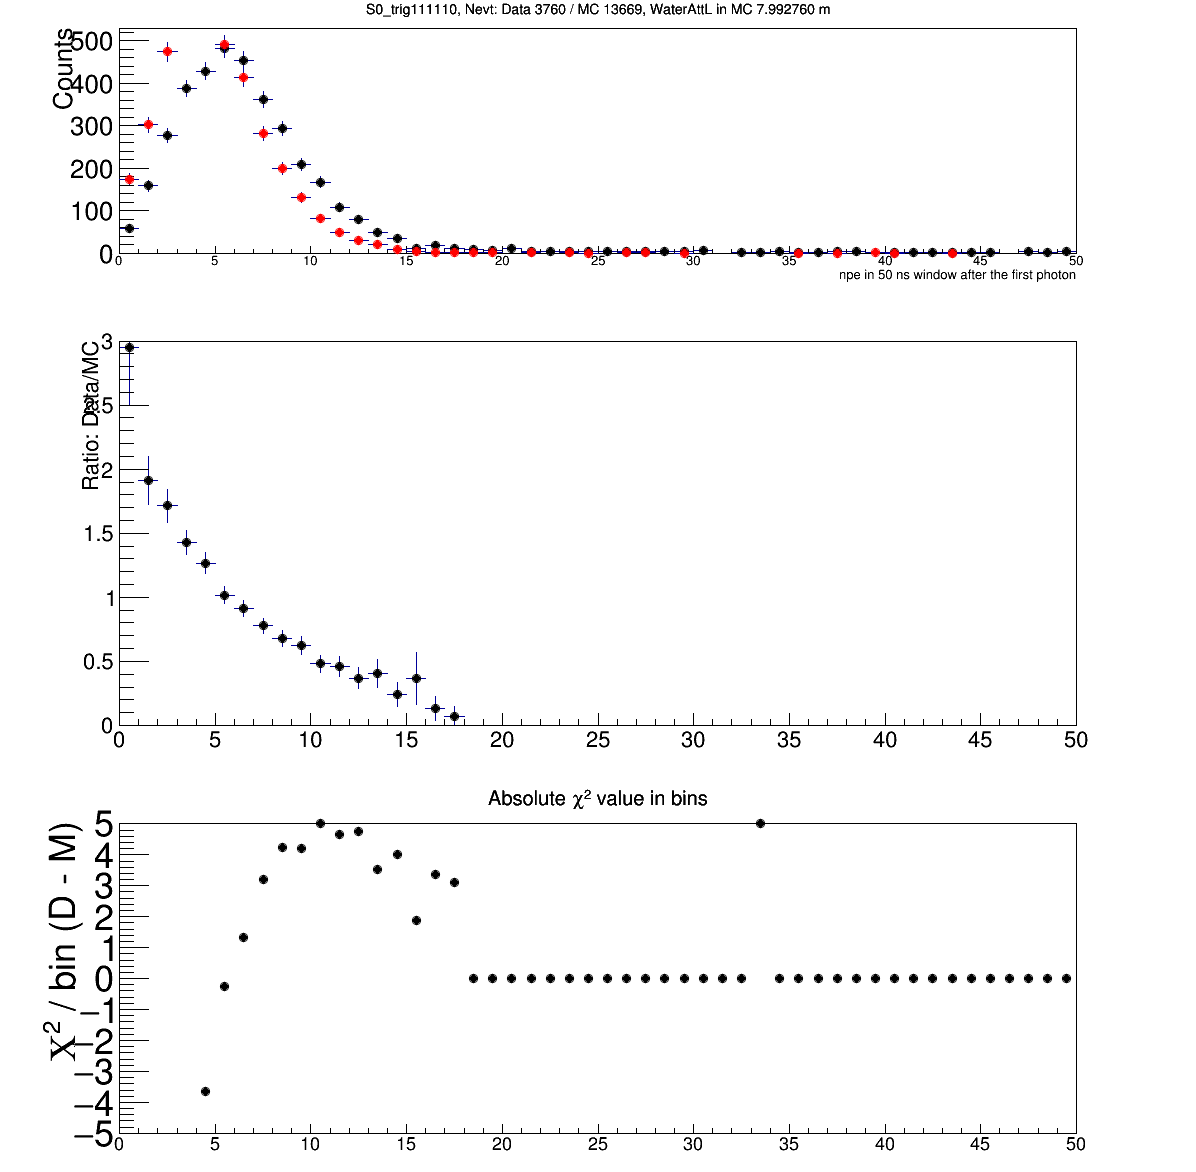 S0_trig111110, Nevt: Data 3760 / MC 13669, WaterAttL in MC 7.992760 m
Counts
500
400
300
200
100
0
0 5 10 15 20 25 30 35 40 45 50
npe in 50 ns window after the first photon
Ratio: Data/MC
3
2.5
2
1.5
1
0.5
0
0 5 10 15 20 25 30 35 40 45 50
Absolute χ² value in bins
X² / bin (D - M)
5
4
3
2
1
0
−1
−2
−3
−4
−5
0 5 10 15 20 25 30 35 40 45 50